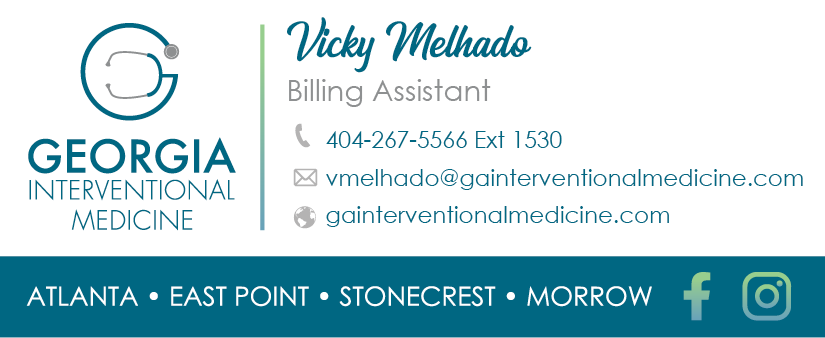 GEORGIA
INTERVENTIONAL
MEDICINE
Vicky Melhado
Billing Assistant
404-267-5566 Ext 1530
vmelhado@gainterventionalmedicine.com
gainterventionalmedicine.com
ATLANTA • EAST POINT • STONECREST • MORROW